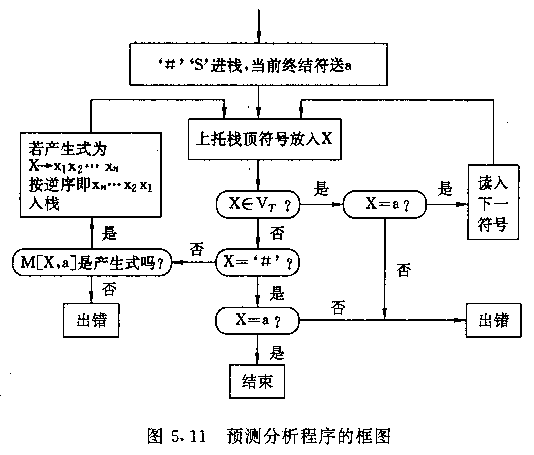 '#''S'进栈,当前终结符送a
上托栈顶符号放入X
若产生式为
X→x₁x₂…xₙ
按逆序即xₙ…x₂x₁
入栈
X∈V_T?
是
X=a?
是
读入
下一
符号
是
否
否
M[X,a]是产生式吗?
否
X='#'?
否
是
出错
X=a?
否
出错
是
结束
图 5.11 预测分析程序的框图